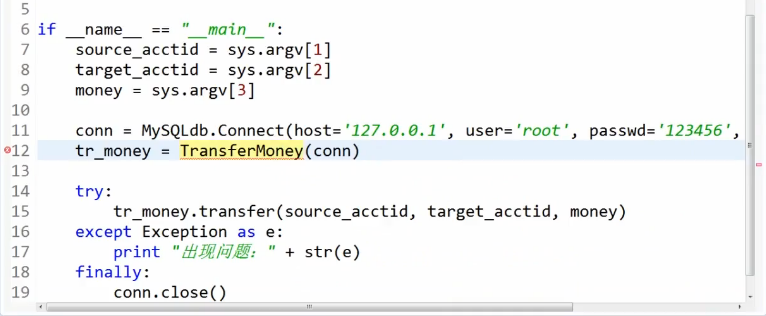 5
6 if __name__ == "__main__":
7 source_acctid = sys.argv[1]
8 target_acctid = sys.argv[2]
9 money = sys.argv[3]
10
11 conn = MySQLdb.Connect(host='127.0.0.1', user='root', passwd='123456',
12 tr_money = TransferMoney(conn)
13
14 try:
15 tr_money.transfer(source_acctid, target_acctid, money)
16 except Exception as e:
17 print "出现问题：" + str(e)
18 finally:
19 conn.close()